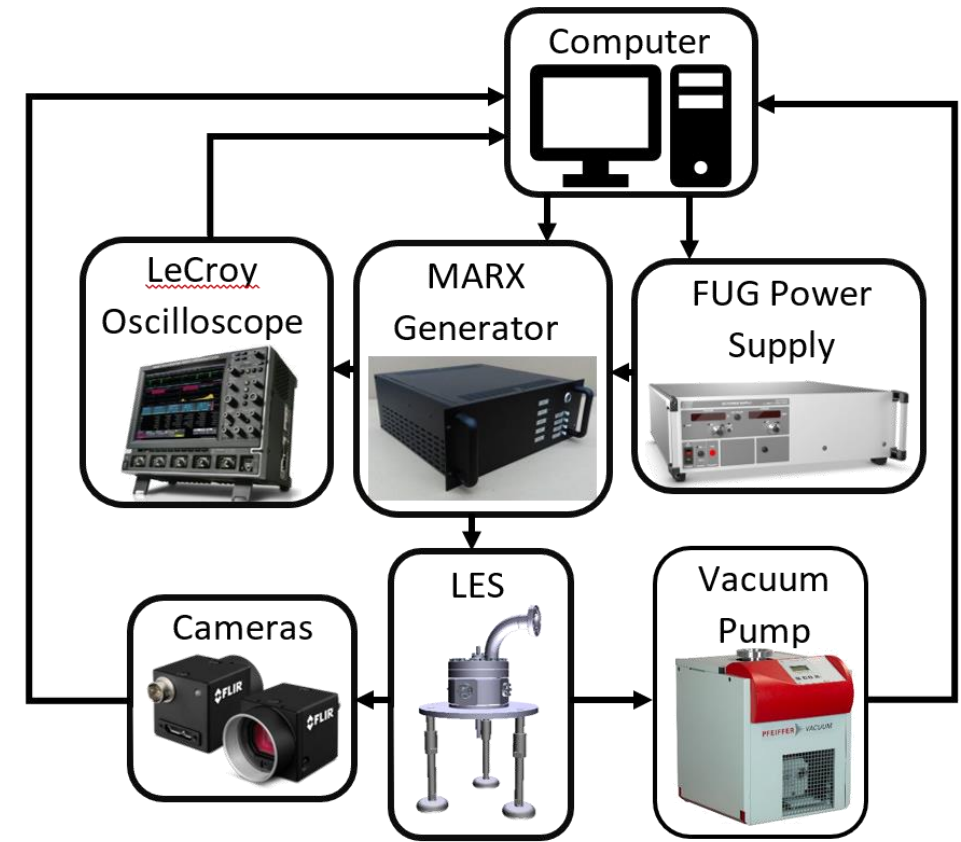 Computer
LeCroy
Oscilloscope
MARX
Generator
FUG Power
Supply
Cameras
FLIR
FLIR
LES
Vacuum
Pump
PFEIFFER VACUUM